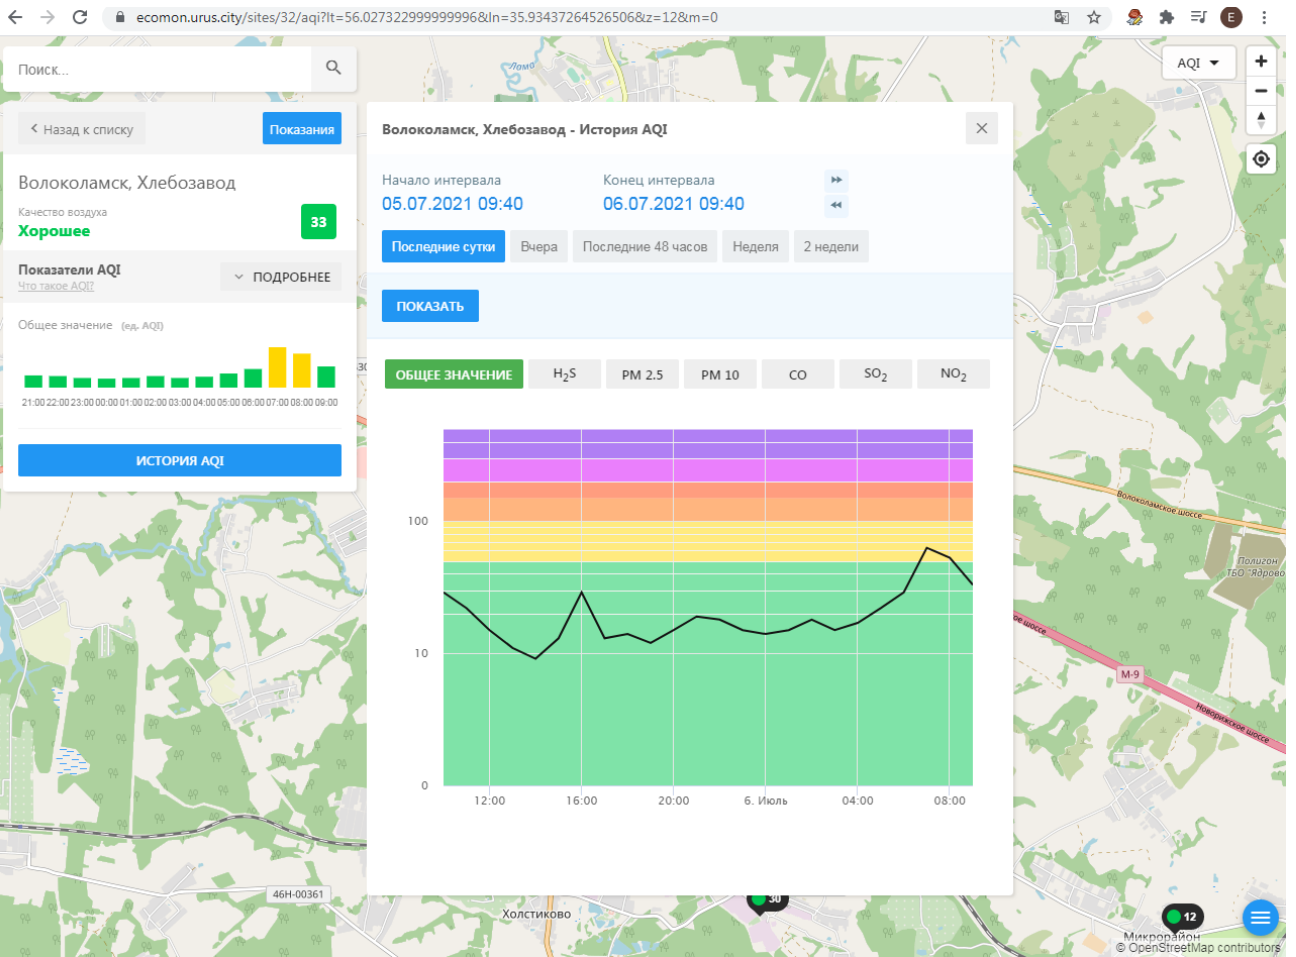 ecomon.urus.city/sites/32/aqi?lt=56.027322999999996&ln=35.93437264526506&z=12&m=0
E
Поиск...
AQI
Лама
Назад к списку
Показания
Волоколамск, Хлебозавод
Качество воздуха
Хорошее
33
Показатели AQI
Что такое AQI?
ПОДРОБНЕЕ
Общее значение (ед. AQI)
21:00 22:00 23:00 00:00 01:00 02:00 03:00 04:00 05:00 06:00 07:00 08:00 09:00
ИСТОРИЯ AQI
Волоколамск, Хлебозавод - История AQI
Начало интервала
Конец интервала
05.07.2021 09:40
06.07.2021 09:40
Последние сутки
Вчера
Последние 48 часов
Неделя
2 недели
ПОКАЗАТЬ
ОБЩЕЕ ЗНАЧЕНИЕ
H2S
PM 2.5
PM 10
CO
SO2
NO2
100
10
0
12:00
16:00
20:00
6. Июль
04:00
08:00
Волоколамское шоссе
Полигон
ТБО "Ядрово
М-9
Новорижское шоссе
46Н-00361
Холстиково
30
12
Микрорайон
© OpenStreetMap contributors